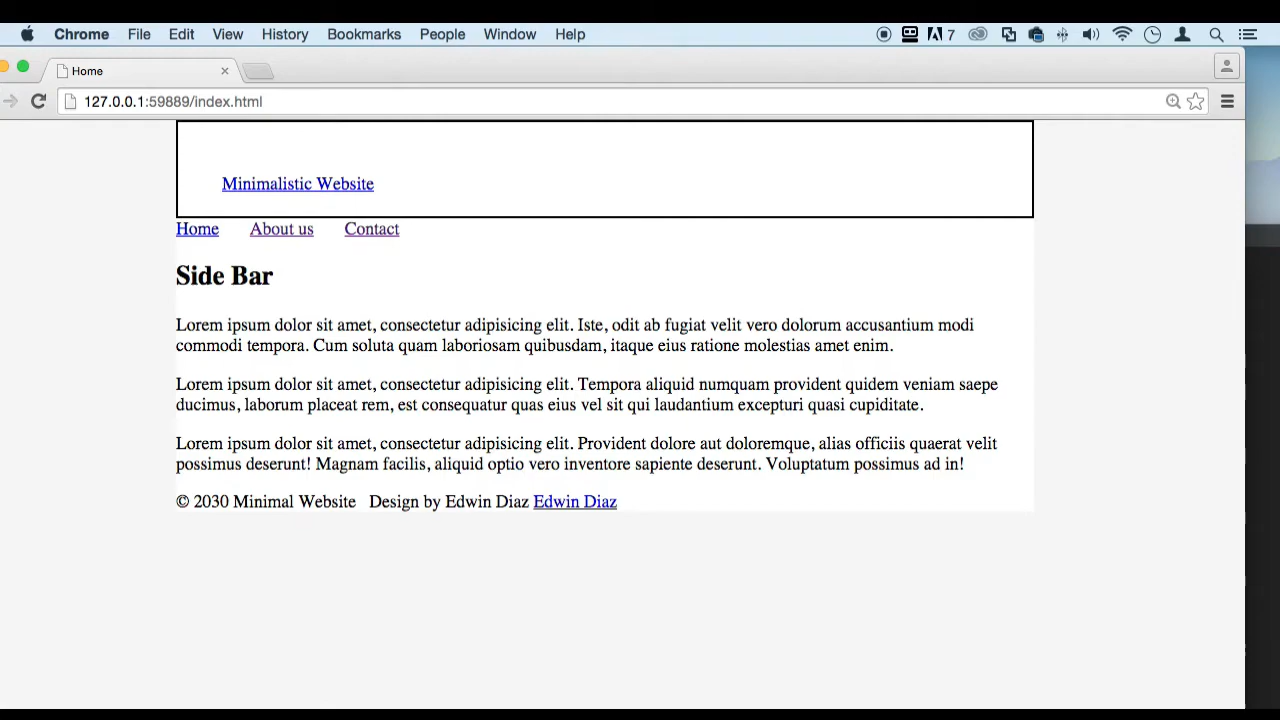 Chrome File Edit View History Bookmarks People Window Help 7
Home
127.0.0.1:59889/index.html
Minimalistic Website
Home About us Contact
Side Bar
Lorem ipsum dolor sit amet, consectetur adipisicing elit. Iste, odit ab fugiat velit vero dolorum accusantium modi
commodi tempora. Cum soluta quam laboriosam quibusdam, itaque eius ratione molestias amet enim.
Lorem ipsum dolor sit amet, consectetur adipisicing elit. Tempora aliquid numquam provident quidem veniam saepe
ducimus, laborum placeat rem, est consequatur quas eius vel sit qui laudantium excepturi quasi cupiditate.
Lorem ipsum dolor sit amet, consectetur adipisicing elit. Provident dolore aut doloremque, alias officiis quaerat velit
possimus deserunt! Magnam facilis, aliquid optio vero inventore sapiente deserunt. Voluptatum possimus ad in!
© 2030 Minimal Website Design by Edwin Diaz Edwin Diaz